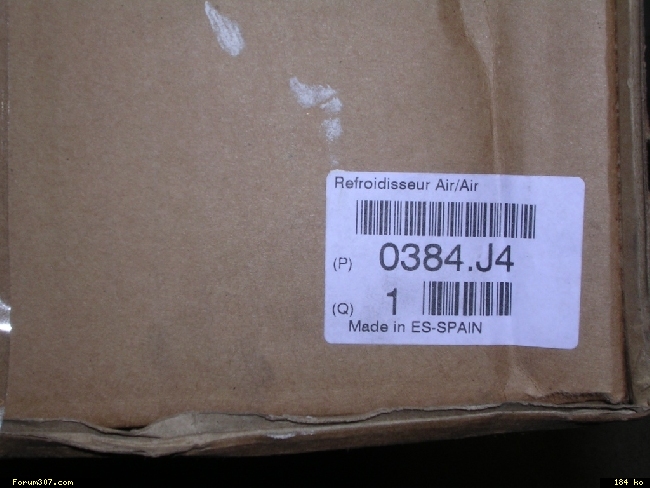 Refroidisseur Air/Air
(P) 0384.J4
(Q) 1
Made in ES-SPAIN
Forum307.com
184 ko